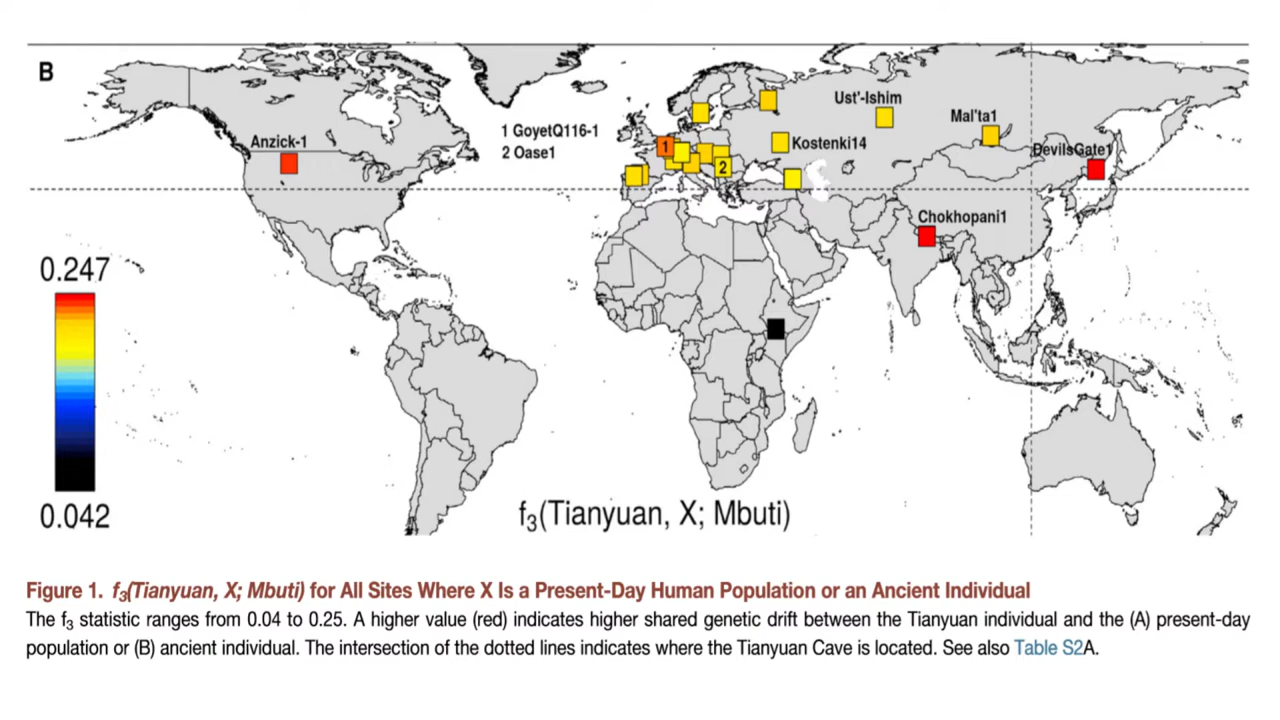 B
Ust'-Ishim
Mal'ta1
1 GoyetQ116-1
2 Oase1
Anzick-1
1
Kostenki14
DevilsGate1
2
Chokhopani1
0.247
0.042
f₃(Tianyuan, X; Mbuti)
Figure 1. f₃(Tianyuan, X; Mbuti) for All Sites Where X Is a Present-Day Human Population or an Ancient Individual
The f₃ statistic ranges from 0.04 to 0.25. A higher value (red) indicates higher shared genetic drift between the Tianyuan individual and the (A) present-day
population or (B) ancient individual. The intersection of the dotted lines indicates where the Tianyuan Cave is located. See also Table S2A.